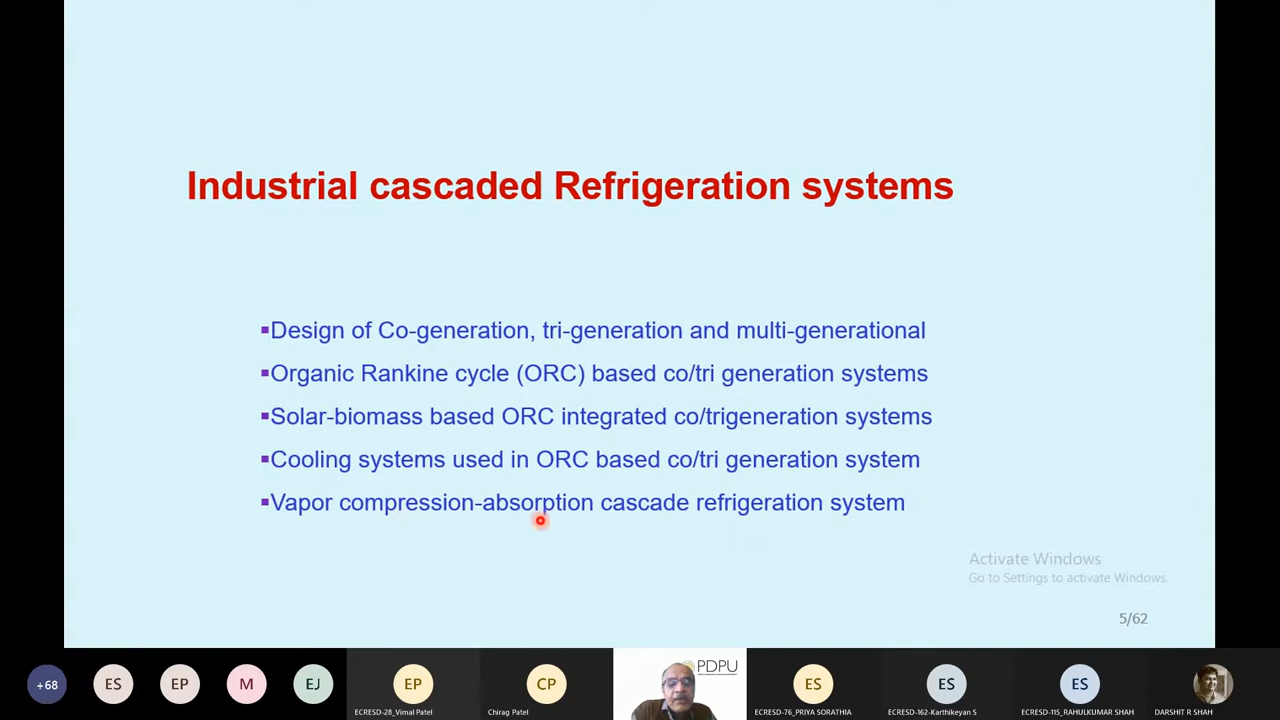 Industrial cascaded Refrigeration systems
▪Design of Co-generation, tri-generation and multi-generational
▪Organic Rankine cycle (ORC) based co/tri generation systems
▪Solar-biomass based ORC integrated co/trigeneration systems
▪Cooling systems used in ORC based co/tri generation system
▪Vapor compression-absorption cascade refrigeration system
Activate Windows
Go to Settings to activate Windows.
5/62
+68
ES
EP
M
EJ
EP
ECRESD-28_Vimal Patel
CP
Chirag Patel
PDPU
ES
ECRESD-76_PRIYA SORATHIA
ES
ECRESD-162-Karthikeyan S
ES
ECRESD-115_RAHULKUMAR SHAH
DARSHIT R SHAH